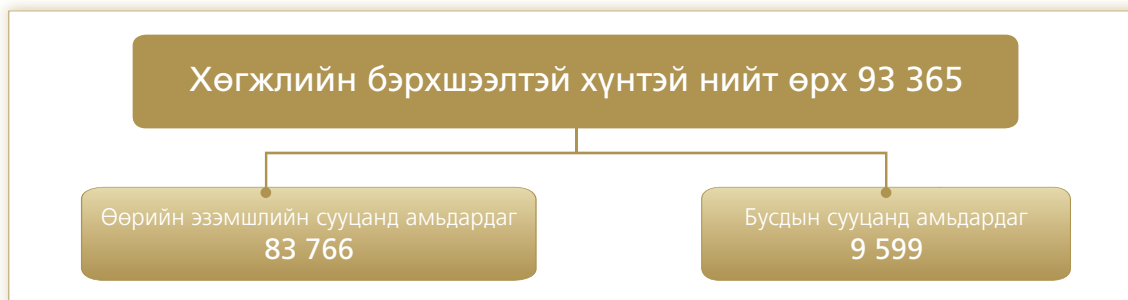 Хөгжлийн бэрхшээлтэй хүнтэй нийт өрх 93 365
Өөрийн эзэмшлийн сууцанд амьдардаг
83 766
Бусдын сууцанд амьдардаг
9 599